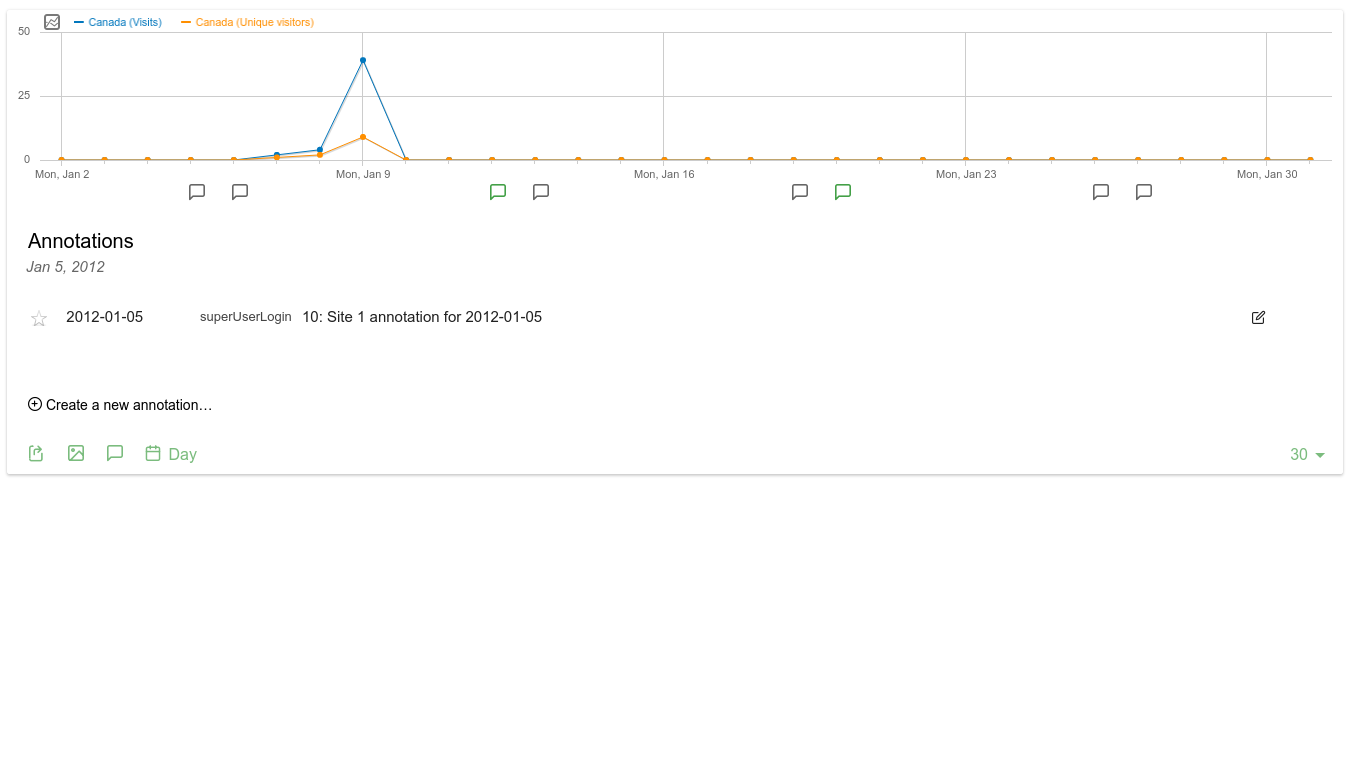 Canada (Visits) Canada (Unique visitors)
50
25
0
Mon, Jan 2 Mon, Jan 9 Mon, Jan 16 Mon, Jan 23 Mon, Jan 30
Annotations
Jan 5, 2012
2012-01-05 superUserLogin 10: Site 1 annotation for 2012-01-05
Create a new annotation…
Day 30